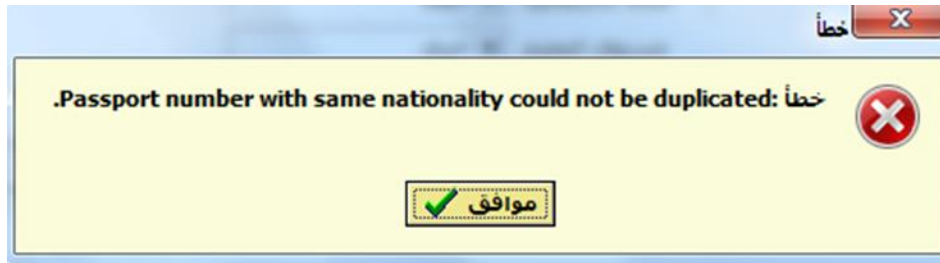 خطأ
خطأ: Passport number with same nationality could not be duplicated.
موافق